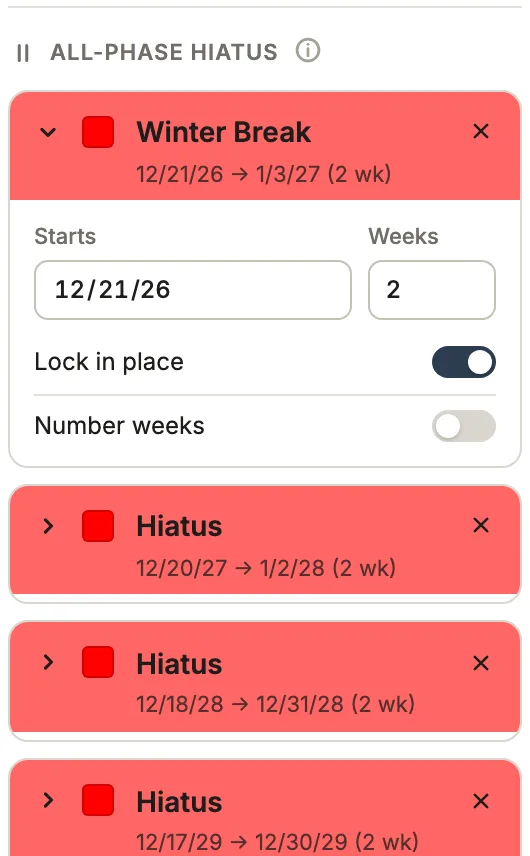 ALL-PHASE HIATUS
Winter Break
12/21/26 → 1/3/27 (2 wk)
Starts
Weeks
12/21/26
2
Lock in place
Number weeks
Hiatus
12/20/27 → 1/2/28 (2 wk)
Hiatus
12/18/28 → 12/31/28 (2 wk)
Hiatus
12/17/29 → 12/30/29 (2 wk)